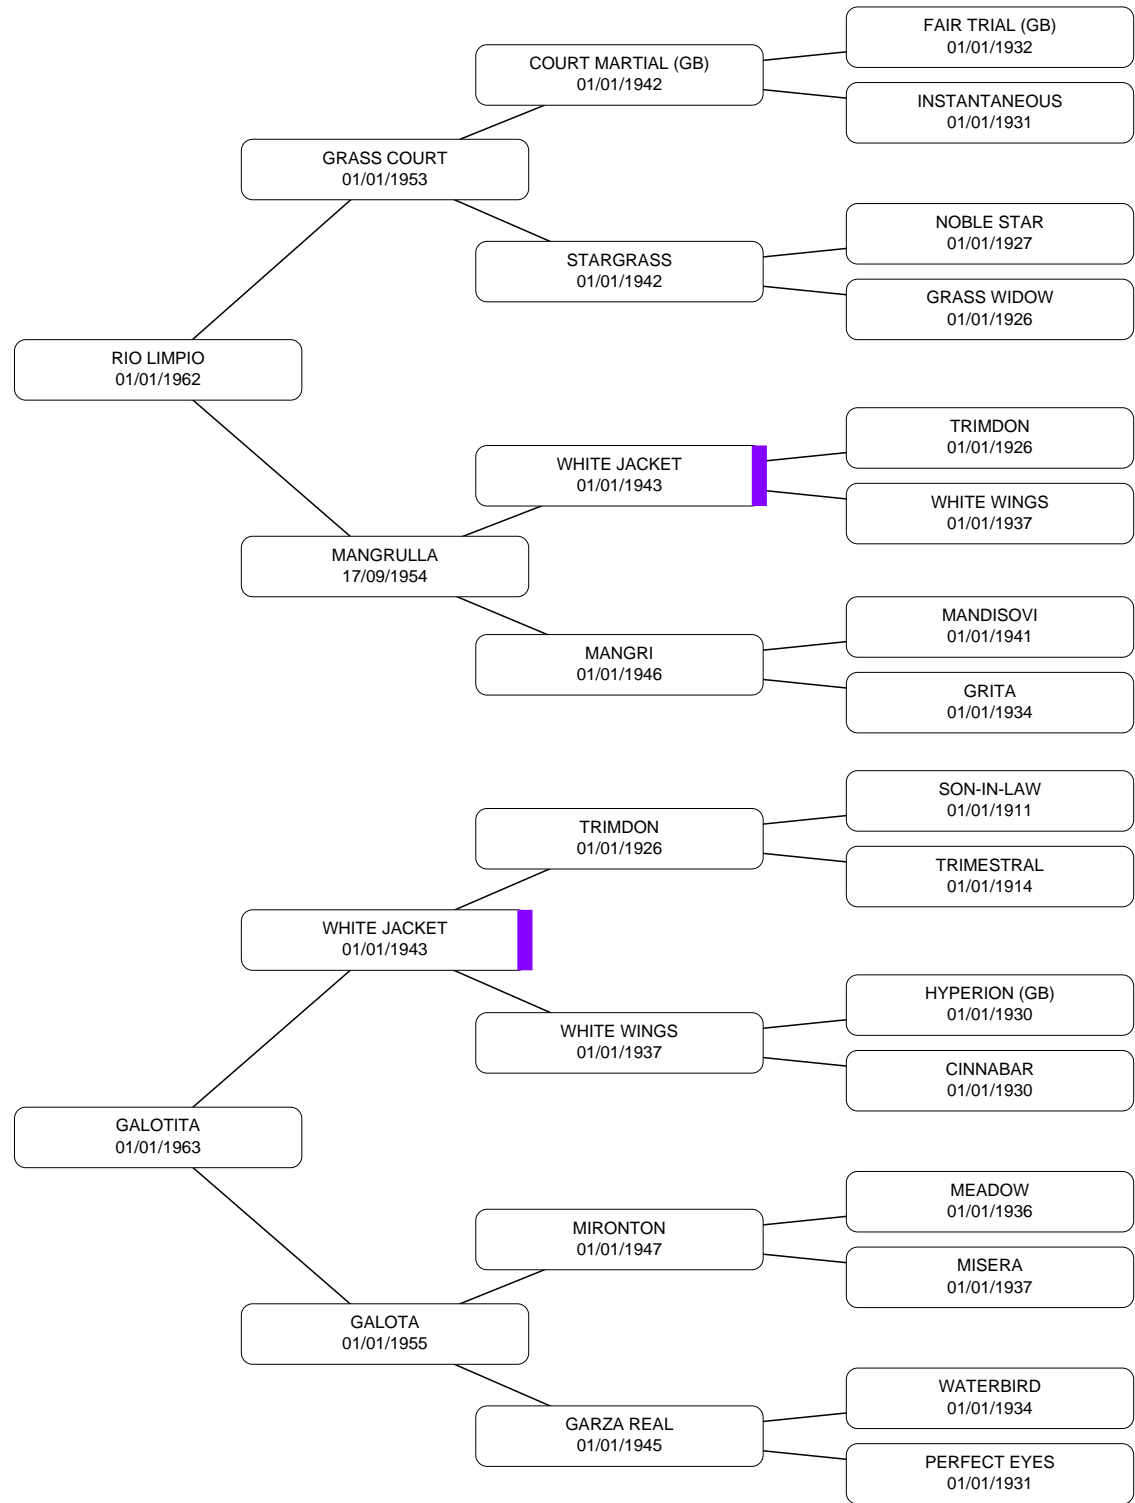 FAIR TRIAL (GB)
01/01/1932
COURT MARTIAL (GB)
01/01/1942
INSTANTANEOUS
01/01/1931
GRASS COURT
01/01/1953
NOBLE STAR
01/01/1927
STARGRASS
01/01/1942
GRASS WIDOW
01/01/1926
RIO LIMPIO
01/01/1962
TRIMDON
01/01/1926
WHITE JACKET
01/01/1943
WHITE WINGS
01/01/1937
MANGRULLA
17/09/1954
MANDISOVI
01/01/1941
MANGRI
01/01/1946
GRITA
01/01/1934
SON-IN-LAW
01/01/1911
TRIMDON
01/01/1926
TRIMESTRAL
01/01/1914
WHITE JACKET
01/01/1943
HYPERION (GB)
01/01/1930
WHITE WINGS
01/01/1937
CINNABAR
01/01/1930
GALOTITA
01/01/1963
MEADOW
01/01/1936
MIRONTON
01/01/1947
MISERA
01/01/1937
GALOTA
01/01/1955
WATERBIRD
01/01/1934
GARZA REAL
01/01/1945
PERFECT EYES
01/01/1931